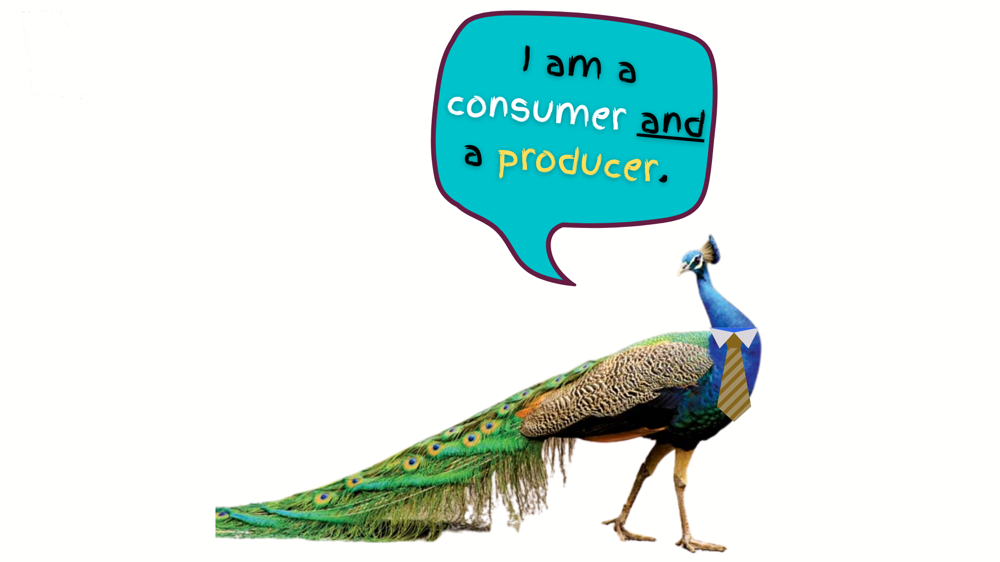 I am a
consumer and
a producer.